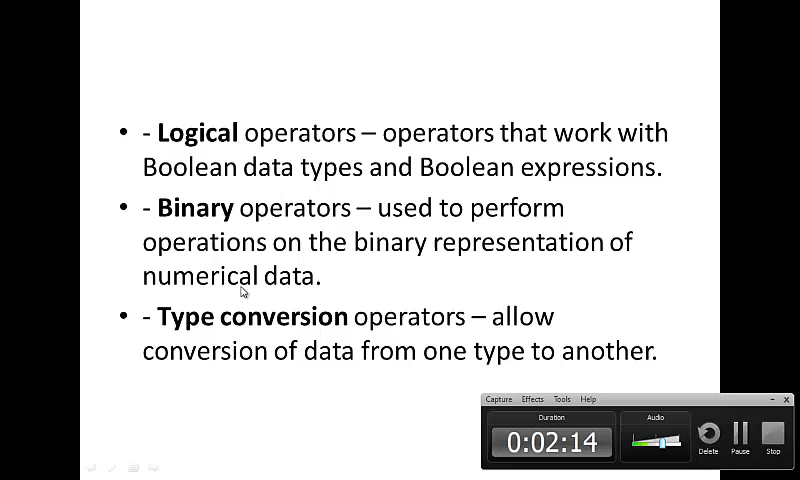 • - Logical operators – operators that work with
Boolean data types and Boolean expressions.
• - Binary operators – used to perform
operations on the binary representation of
numerical data.
• - Type conversion operators – allow
conversion of data from one type to another.
Capture Effects Tools Help
Duration Audio
0:02:14
Delete Pause Stop